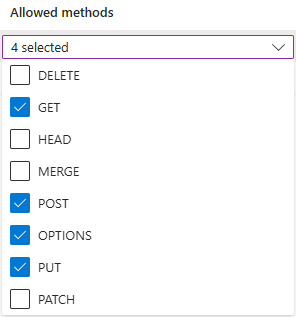 Allowed methods
4 selected
DELETE
GET
HEAD
MERGE
POST
OPTIONS
PUT
PATCH